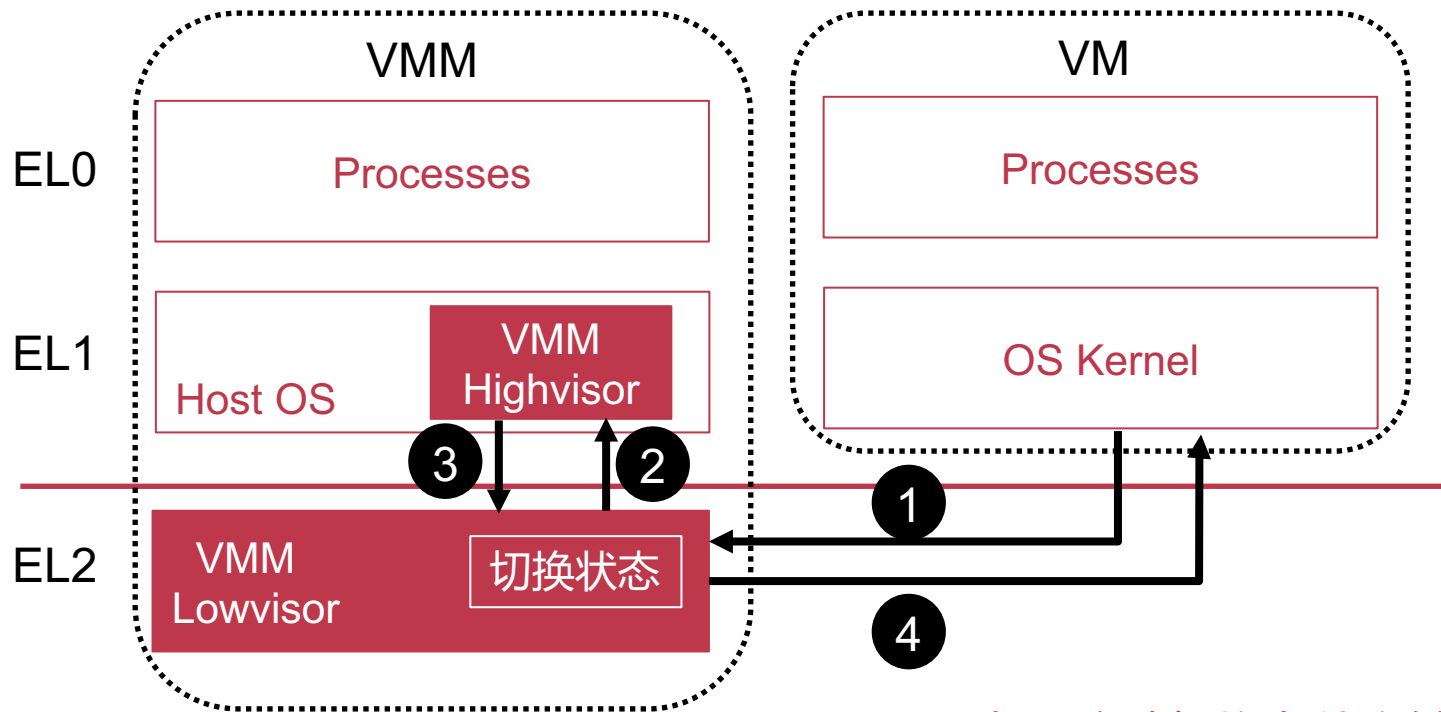 VMM
VM
EL0
Processes
Processes
EL1
VMM
Highvisor
Host OS
OS Kernel
3
2
1
EL2
VMM
Lowvisor
切换状态
4